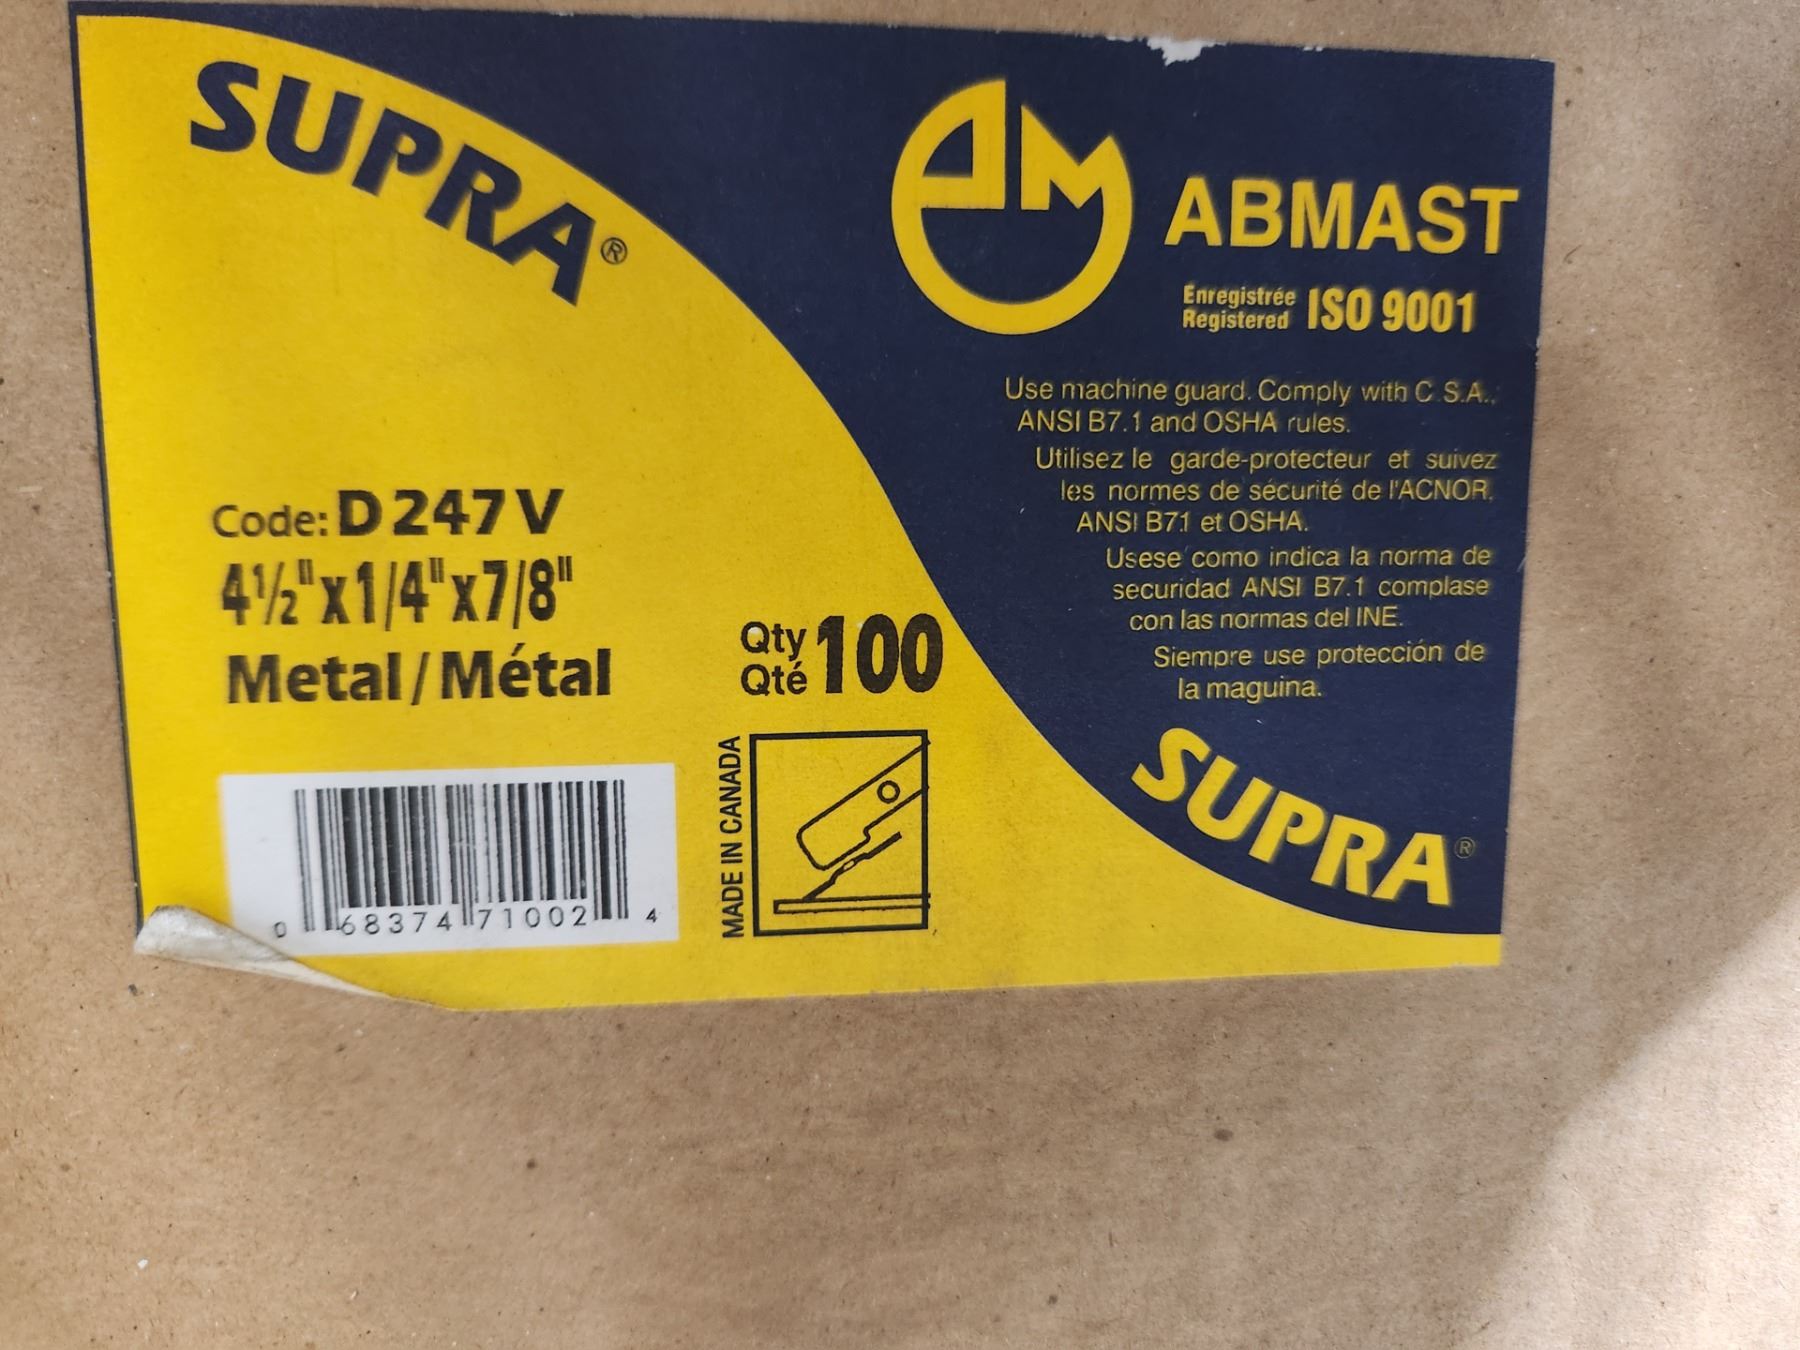 SUPRA®
ABMAST
Enregistrée
Registered ISO 9001
Use machine guard. Comply with C.S.A.,
ANSI B7.1 and OSHA rules.
Utilisez le garde-protecteur et suivez
les normes de sécurité de l'ACNOR,
ANSI B7.1 et OSHA.
Usese como indica la norma de
securidad ANSI B7.1 complase
con las normas del INE.
Siempre use protección de
la maguina.
Code: D247V
4½"x1/4"x7/8"
Metal/Métal
Qty
Qté 100
MADE IN CANADA
0 68374 71002 4
SUPRA®